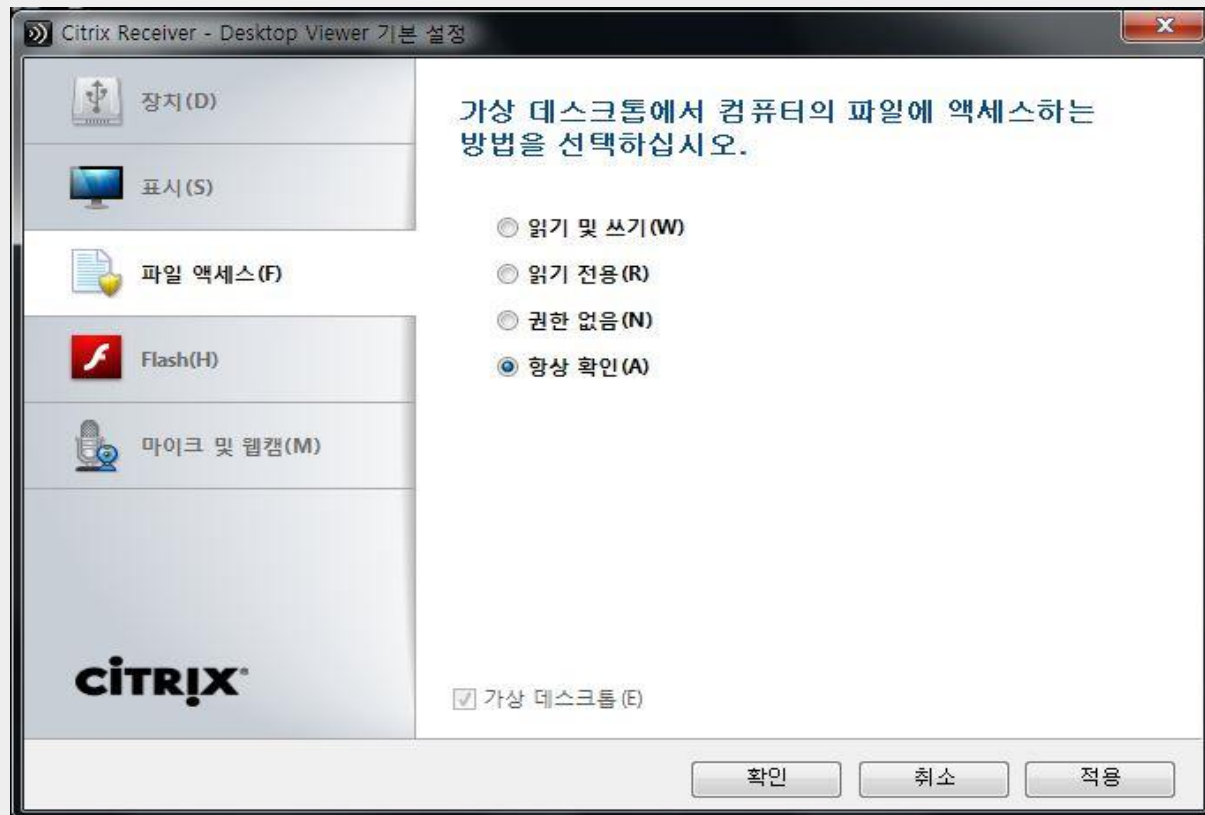 Citrix Receiver - Desktop Viewer 기본 설정
장치(D)
표시(S)
파일 액세스(F)
Flash(H)
마이크 및 웹캠(M)
CİTRIX
가상 데스크톱에서 컴퓨터의 파일에 액세스하는
방법을 선택하십시오.
읽기 및 쓰기(W)
읽기 전용(R)
권한 없음(N)
항상 확인(A)
가상 데스크톱(E)
확인
취소
적용